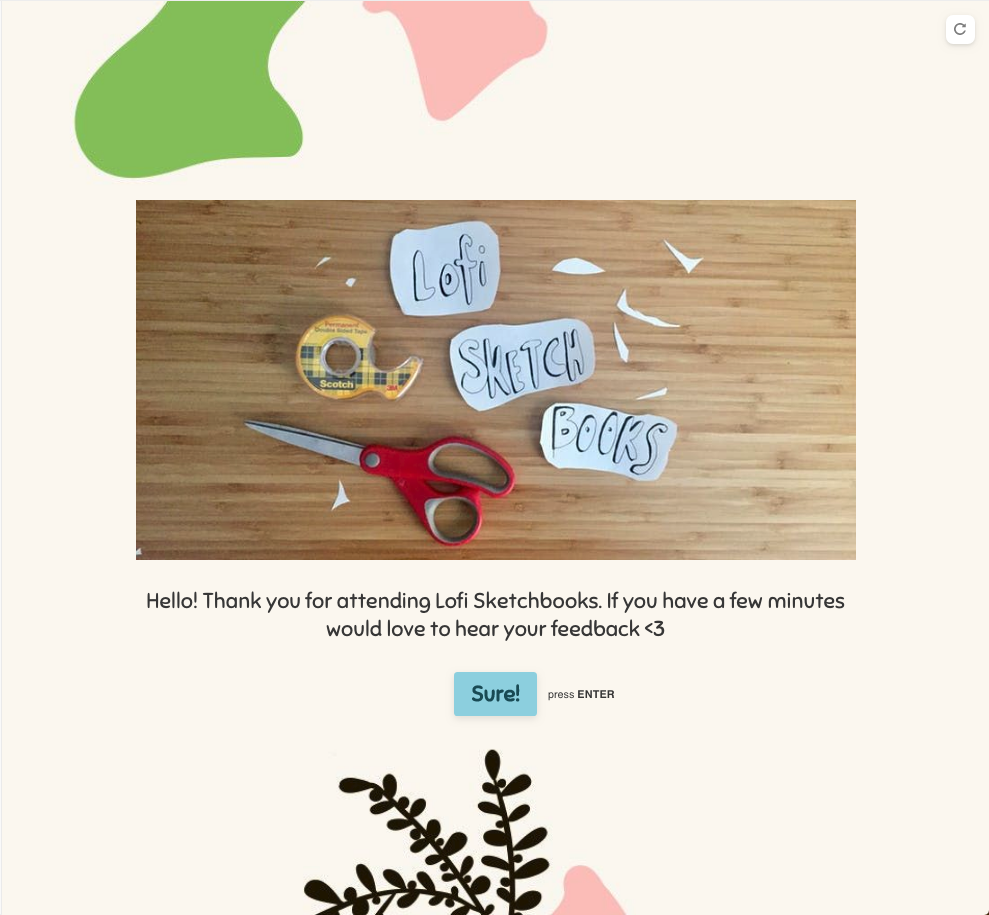 Lofi
Permanent
Double Sided Tape
Scotch
3M
SKETCH
BOOKS
Hello! Thank you for attending Lofi Sketchbooks. If you have a few minutes
would love to hear your feedback <3
Sure!
press ENTER